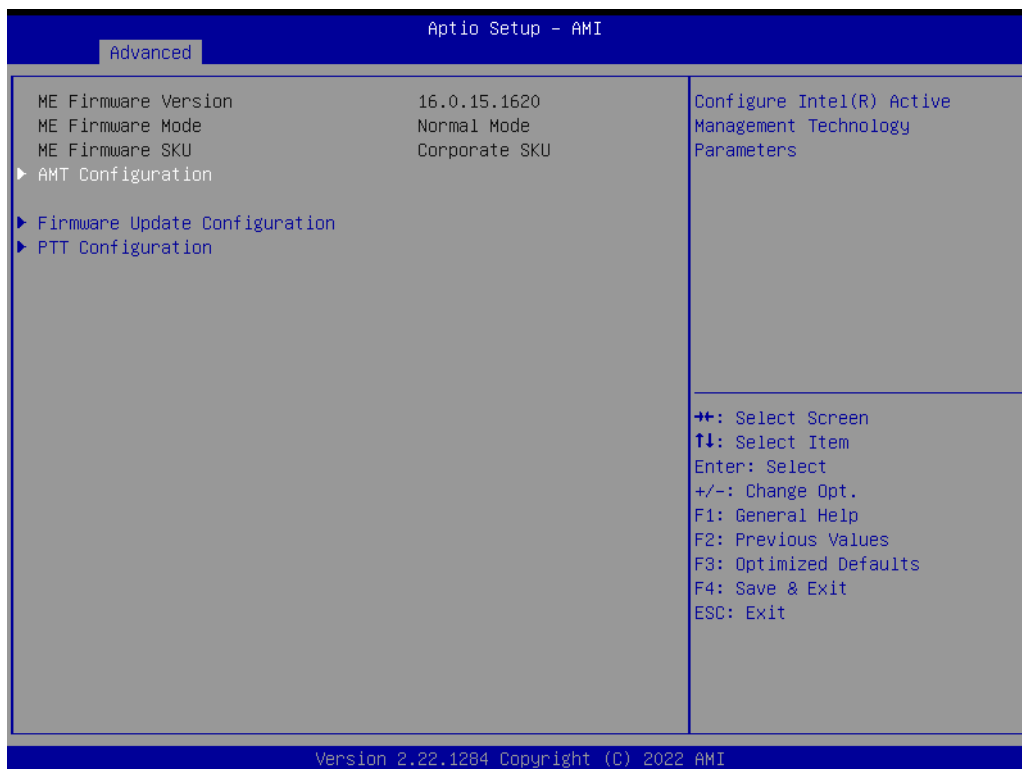 Aptio Setup – AMI
Advanced
ME Firmware Version 16.0.15.1620
ME Firmware Mode Normal Mode
ME Firmware SKU Corporate SKU
▶ AMT Configuration
▶ Firmware Update Configuration
▶ PTT Configuration
Configure Intel(R) Active
Management Technology
Parameters
→←: Select Screen
↑↓: Select Item
Enter: Select
+/-: Change Opt.
F1: General Help
F2: Previous Values
F3: Optimized Defaults
F4: Save & Exit
ESC: Exit
Version 2.22.1284 Copyright (C) 2022 AMI